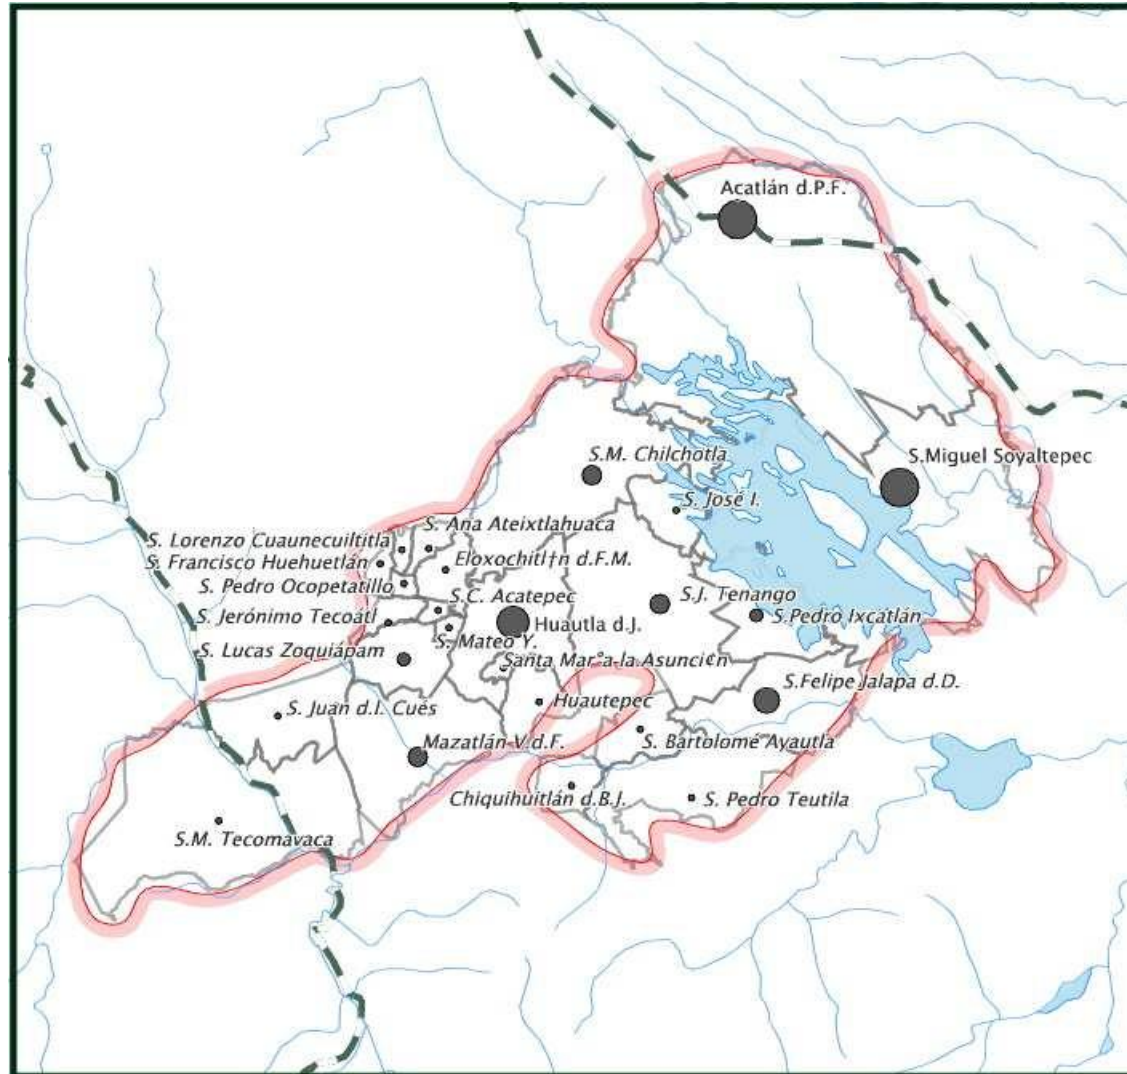 Acatlán d.P.F.
S.Miguel Soyaltepec
S.M. Chilchotla
S. José I.
S. Ana Ateixtlahuaca
S. Lorenzo Cuaunecuiltitla
S. Francisco Huehuetlán
Eloxochitl†n d.F.M.
S. Pedro Ocopetatillo
S.C. Acatepec
S.J. Tenango
S. Jerónimo Tecoatl
S.Pedro Ixcatlán
Huautla d.J.
S. Mateo Y.
S. Lucas Zoquiápam
Santa Mar°a la Asunci¢n
S.Felipe Jalapa d.D.
Huautepec
S. Juan d.l. Cués
Mazatlán V.d.F.
S. Bartolomé Ayautla
Chiquihuitlán d.B.J.
S. Pedro Teutila
S.M. Tecomavaca